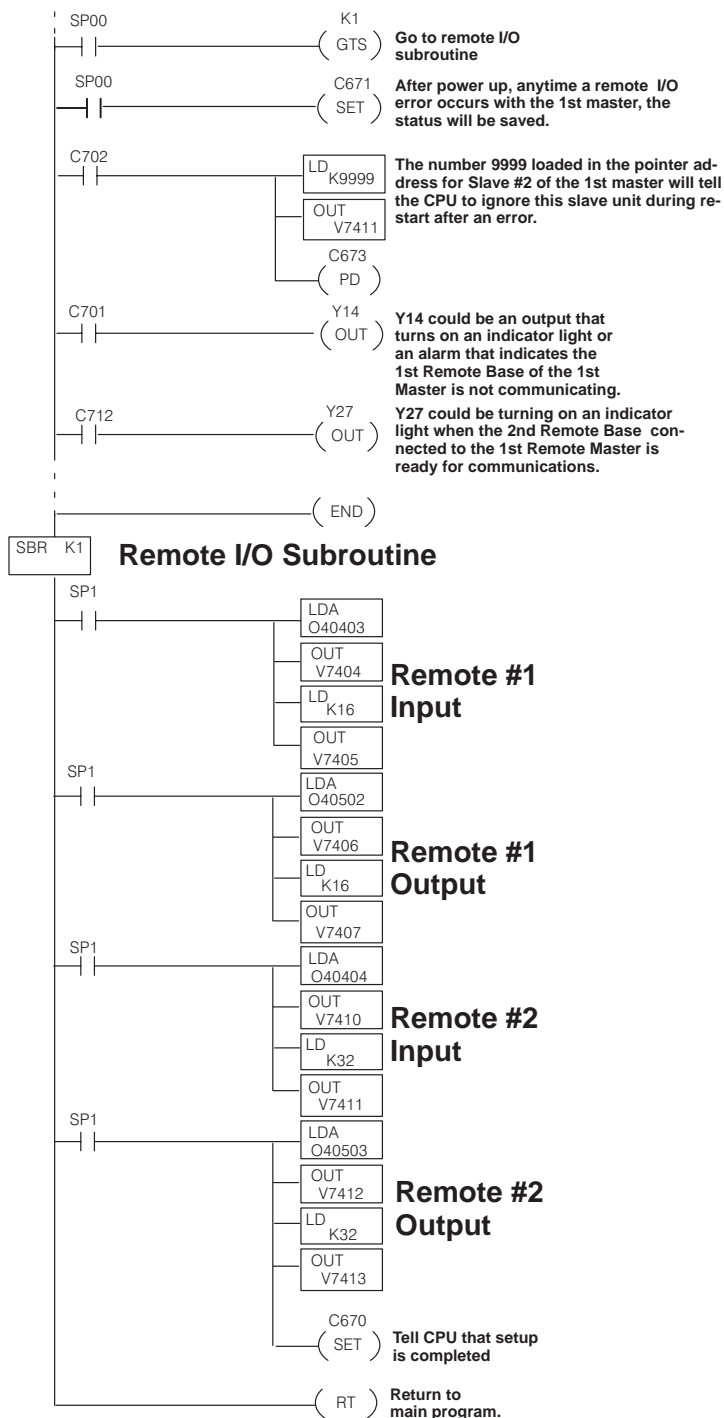 SP00
K1
GTS
Go to remote I/O
subroutine
SP00
C671
SET
After power up, anytime a remote I/O
error occurs with the 1st master, the
status will be saved.
C702
LD
K9999
OUT
V7411
C673
PD
The number 9999 loaded in the pointer ad-
dress for Slave #2 of the 1st master will tell
the CPU to ignore this slave unit during re-
start after an error.
C701
Y14
OUT
Y14 could be an output that
turns on an indicator light or
an alarm that indicates the
1st Remote Base of the 1st
Master is not communicating.
C712
Y27
OUT
Y27 could be turning on an indicator
light when the 2nd Remote Base con-
nected to the 1st Remote Master is
ready for communications.
END
SBR K1
Remote I/O Subroutine
SP1
LDA
O40403
OUT
V7404
LD
K16
OUT
V7405
Remote #1
Input
SP1
LDA
O40502
OUT
V7406
LD
K16
OUT
V7407
Remote #1
Output
SP1
LDA
O40404
OUT
V7410
LD
K32
OUT
V7411
Remote #2
Input
SP1
LDA
O40503
OUT
V7412
LD
K32
OUT
V7413
Remote #2
Output
C670
SET
Tell CPU that setup
is completed
RT
Return to
main program.